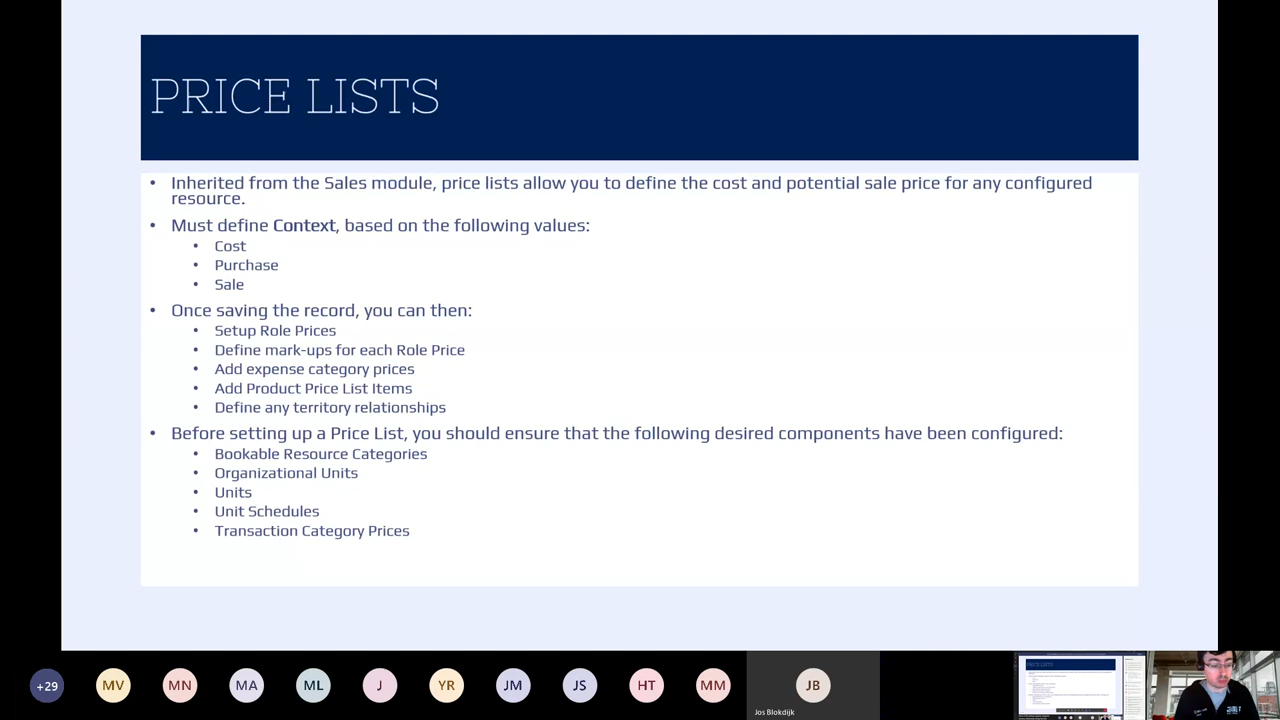 PRICE LISTS
• Inherited from the Sales module, price lists allow you to define the cost and potential sale price for any configured
resource.
• Must define Context, based on the following values:
• Cost
• Purchase
• Sale
• Once saving the record, you can then:
• Setup Role Prices
• Define mark-ups for each Role Price
• Add expense category prices
• Add Product Price List Items
• Define any territory relationships
• Before setting up a Price List, you should ensure that the following desired components have been configured:
• Bookable Resource Categories
• Organizational Units
• Units
• Unit Schedules
• Transaction Category Prices
+29 MV MN MA ML J VR JM JS HT HM JB
Jos Blokdijk
PRICE LISTS